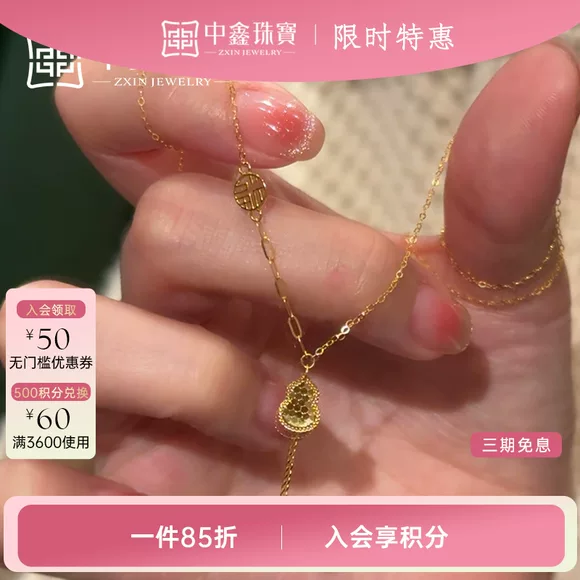 中鑫珠寶
ZXIN JEWELRY
限时特惠
ZXIN JEWELRY
入会领取
¥50
无门槛优惠券
500积分兑换
¥60
满3600使用
三期免息
一件85折
入会享积分